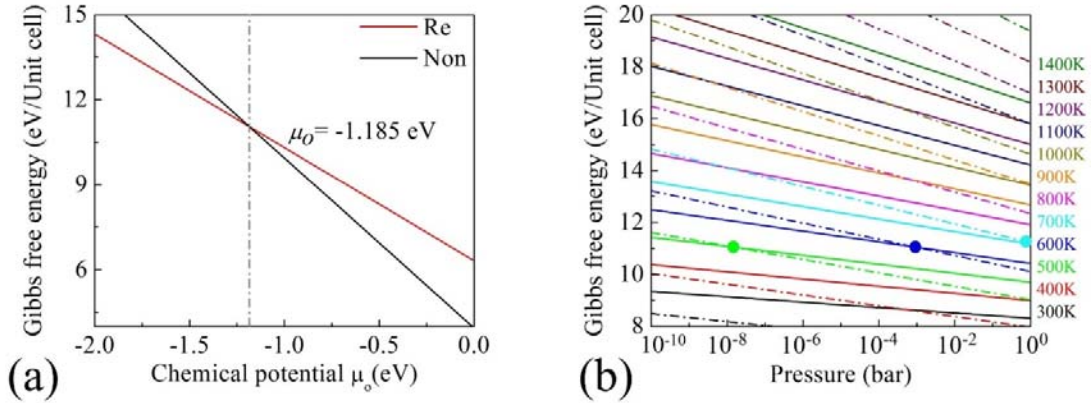 (a)
Gibbs free energy (eV/Unit cell)
15
12
9
6
Re
Non
μO= -1.185 eV
-2.0 -1.5 -1.0 -0.5 0.0
Chemical potential μo(eV)
(b)
Gibbs free energy (eV/Unit cell)
20
18
16
14
12
10
8
1400K
1300K
1200K
1100K
1000K
900K
800K
700K
600K
500K
400K
300K
10-10 10-8 10-6 10-4 10-2 100
Pressure (bar)